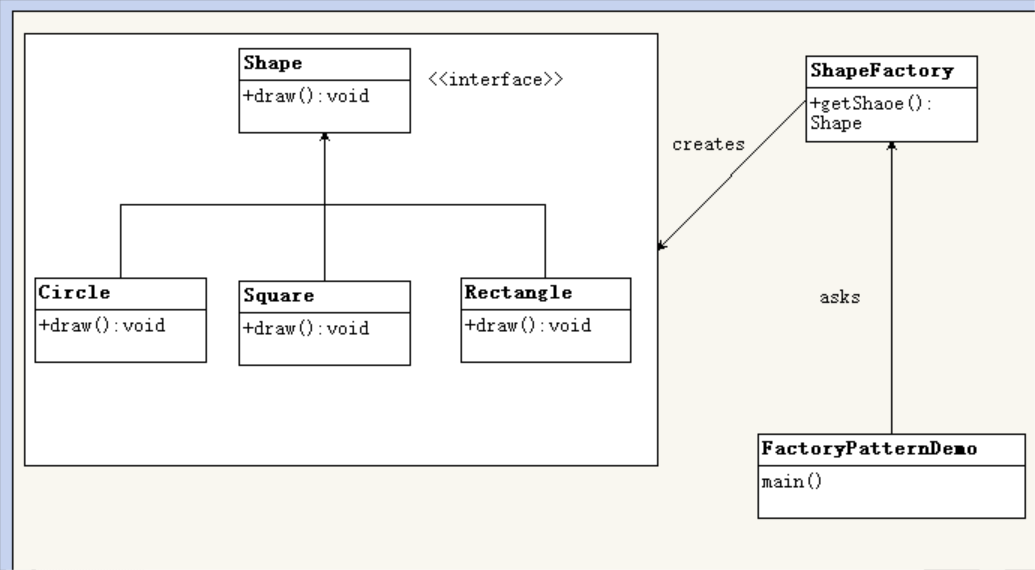 Shape
<<interface>>
+draw():void
ShapeFactory
+getShaoe():
Shape
creates
Circle
+draw():void
Square
+draw():void
Rectangle
+draw():void
asks
FactoryPatternDemo
main()